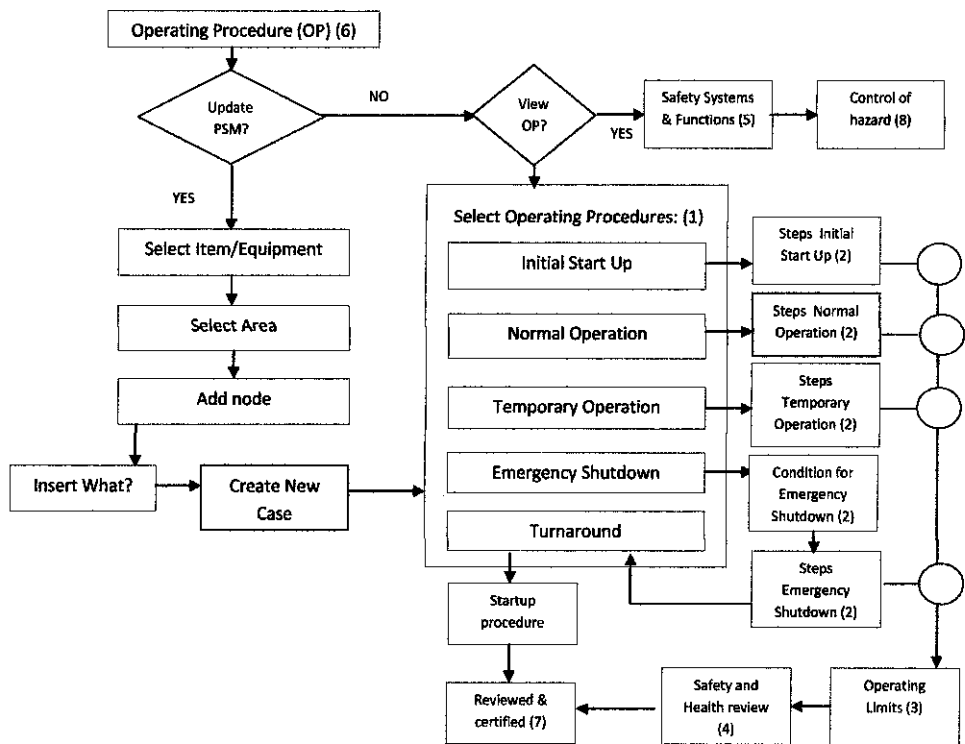 Operating Procedure (OP) (6)
Update
PSM?
NO
View
OP?
YES
Safety Systems
& Functions (5)
Control of
hazard (8)
YES
Select Operating Procedures: (1)
Select Item/Equipment
Initial Start Up
Steps Initial
Start Up (2)
Select Area
Normal Operation
Steps Normal
Operation (2)
Add node
Temporary Operation
Steps
Temporary
Operation (2)
Insert What?
Create New
Case
Emergency Shutdown
Condition for
Emergency
Shutdown (2)
Turnaround
Steps
Emergency
Shutdown (2)
Startup
procedure
Reviewed &
certified (7)
Safety and
Health review
(4)
Operating
Limits (3)